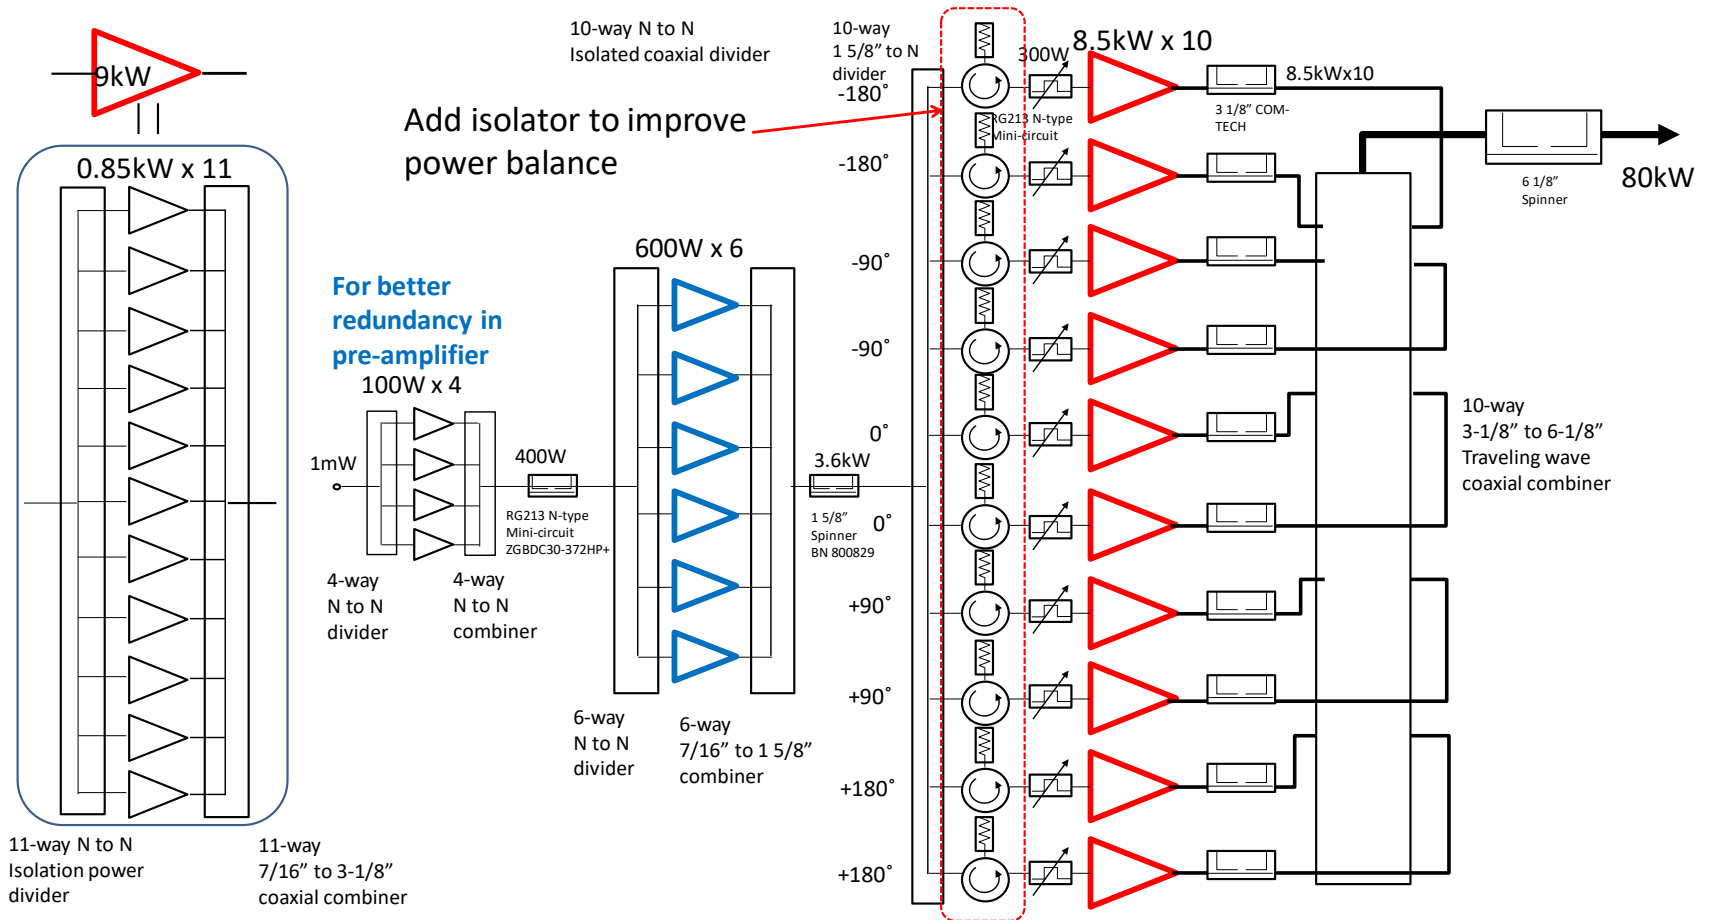 9kW
0.85kW x 11
11-way N to N
Isolation power
divider
11-way
7/16” to 3-1/8”
coaxial combiner
For better
redundancy in
pre-amplifier
100W x 4
1mW
4-way
N to N
divider
4-way
N to N
combiner
400W
RG213 N-type
Mini-circuit
ZGBDC30-372HP+
600W x 6
6-way
N to N
divider
6-way
7/16” to 1 5/8”
combiner
3.6kW
1 5/8”
Spinner
BN 800829
10-way N to N
Isolated coaxial divider
Add isolator to improve
power balance
10-way
1 5/8” to N
divider
-180˚
-180˚
-90˚
-90˚
0˚
0˚
+90˚
+90˚
+180˚
+180˚
300W
RG213 N-type
Mini-circuit
8.5kW x 10
8.5kWx10
3 1/8” COM-
TECH
6 1/8”
Spinner
80kW
10-way
3-1/8” to 6-1/8”
Traveling wave
coaxial combiner